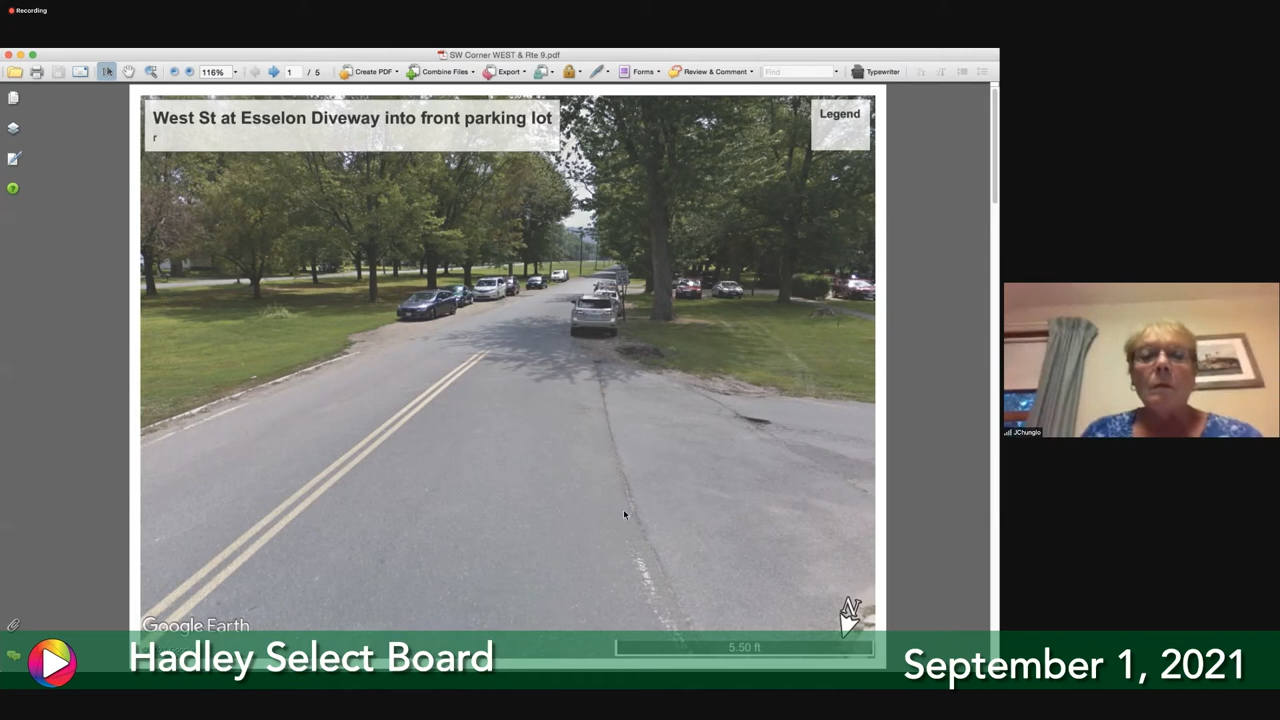 Recording
SW Corner WEST & Rte 9.pdf
116%
1 / 5
Create PDF
Combine Files
Export
Forms
Review & Comment
Find
Typewriter
West St at Esselon Diveway into front parking lot
r
Legend
JChunglo
N
Google Earth
5.50 ft
Hadley Select Board
September 1, 2021